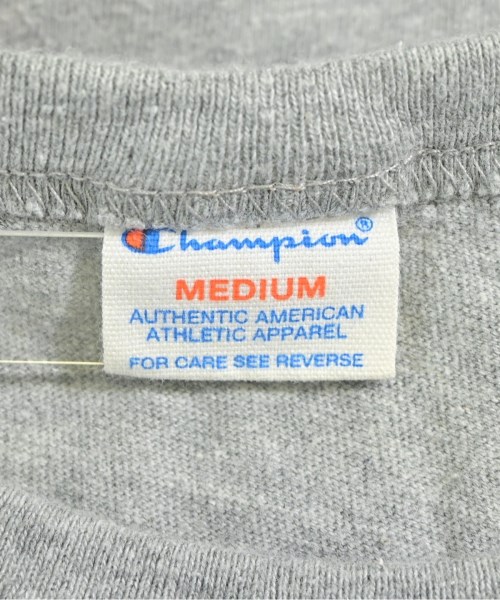 Champion®
MEDIUM
AUTHENTIC AMERICAN
ATHLETIC APPAREL
FOR CARE SEE REVERSE